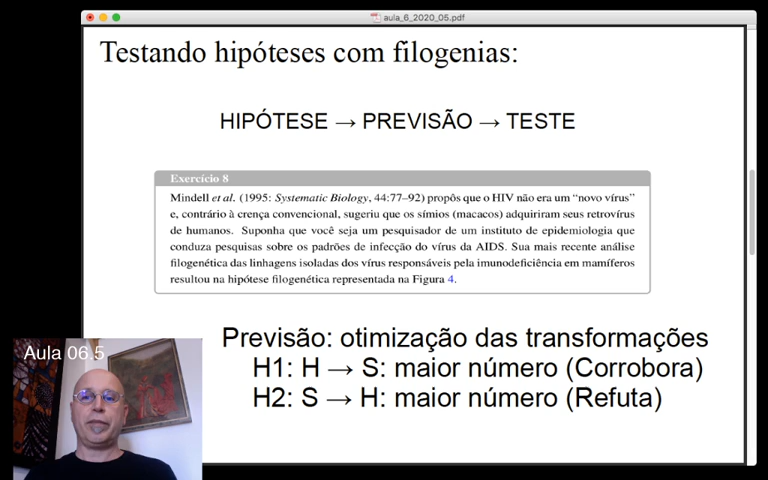 aula_6_2020_05.pdf
Testando hipóteses com filogenias:
HIPÓTESE → PREVISÃO → TESTE
Exercício 8
Mindell et al. (1995: Systematic Biology, 44:77–92) propôs que o HIV não era um “novo vírus”
e, contrário à crença convencional, sugeriu que os símios (macacos) adquiriram seus retrovírus
de humanos. Suponha que você seja um pesquisador de um instituto de epidemiologia que
conduza pesquisas sobre os padrões de infecção do vírus da AIDS. Sua mais recente análise
filogenética das linhagens isoladas dos vírus responsáveis pela imunodeficiência em mamíferos
resultou na hipótese filogenética representada na Figura 4.
Previsão: otimização das transformações
H1: H → S: maior número (Corrobora)
H2: S → H: maior número (Refuta)
Aula 06.5